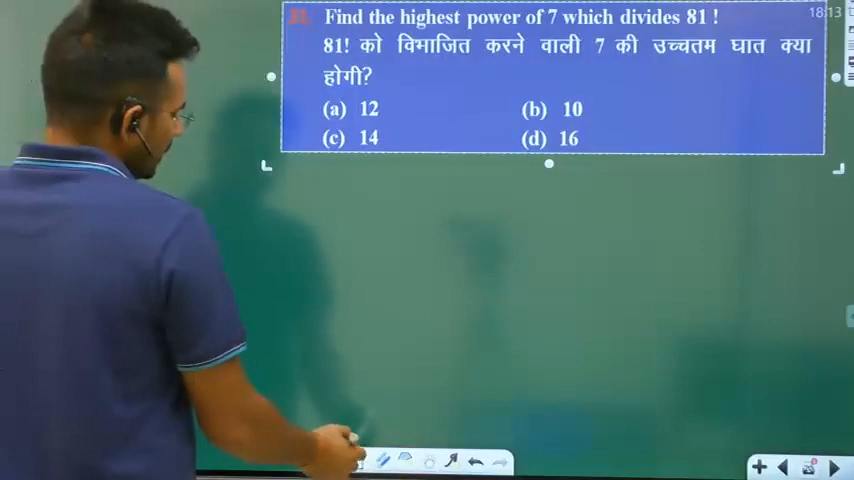 31. Find the highest power of 7 which divides 81 !
81! को विभाजित करने वाली 7 की उच्चतम घात क्या
होगी?
(a) 12 (b) 10
(c) 14 (d) 16
18:13